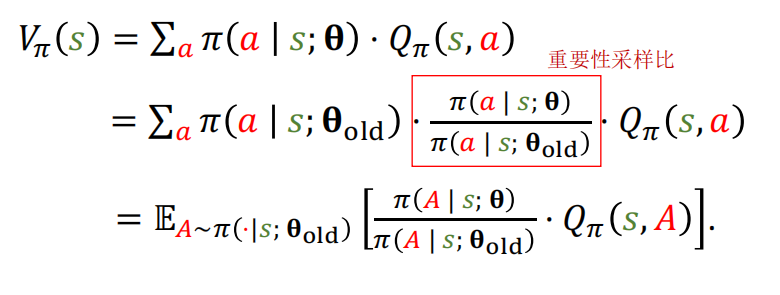 V_π(s) = ∑_a π(a | s; θ) · Q_π(s, a)
重要性采样比
= ∑_a π(a | s; θ_old) · π(a | s; θ) / π(a | s; θ_old) · Q_π(s, a)
= 𝔼_{A~π(·|s; θ_old)} [ π(A | s; θ) / π(A | s; θ_old) · Q_π(s, A) ].